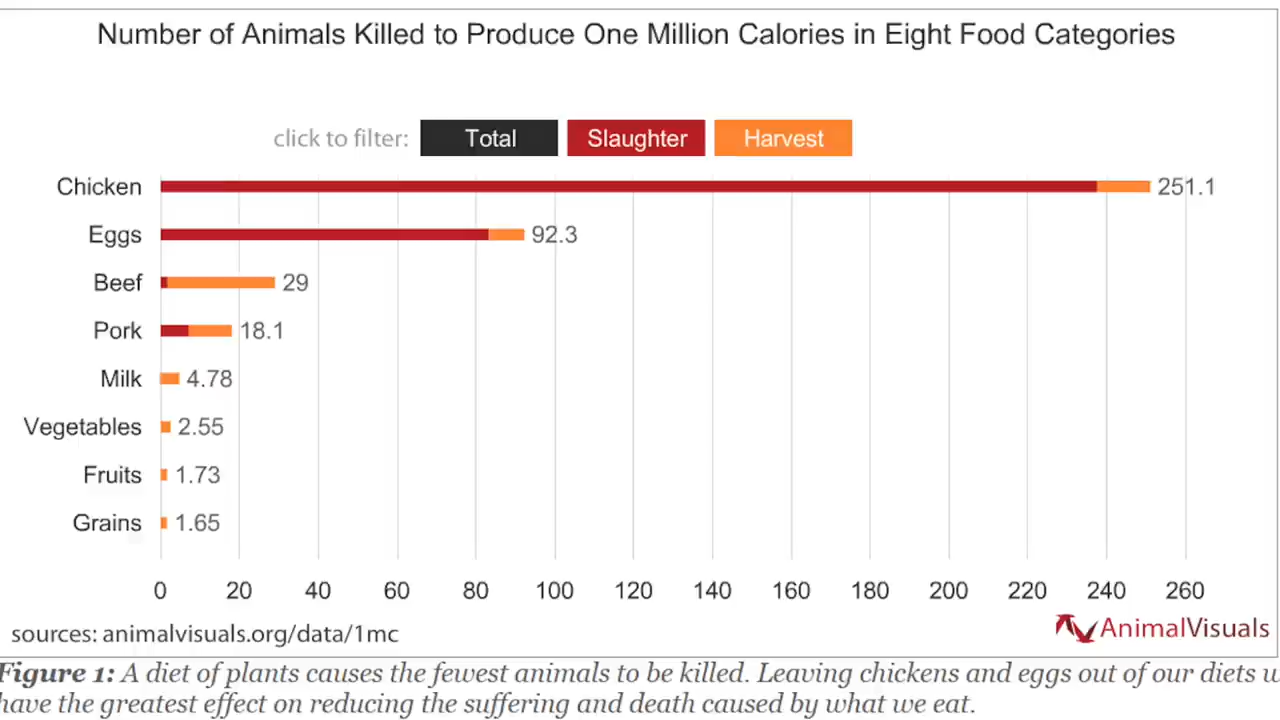 Number of Animals Killed to Produce One Million Calories in Eight Food Categories
click to filter: Total Slaughter Harvest
Chicken 251.1
Eggs 92.3
Beef 29
Pork 18.1
Milk 4.78
Vegetables 2.55
Fruits 1.73
Grains 1.65
0 20 40 60 80 100 120 140 160 180 200 220 240 260
sources: animalvisuals.org/data/1mc
AnimalVisuals
Figure 1: A diet of plants causes the fewest animals to be killed. Leaving chickens and eggs out of our diets
have the greatest effect on reducing the suffering and death caused by what we eat.